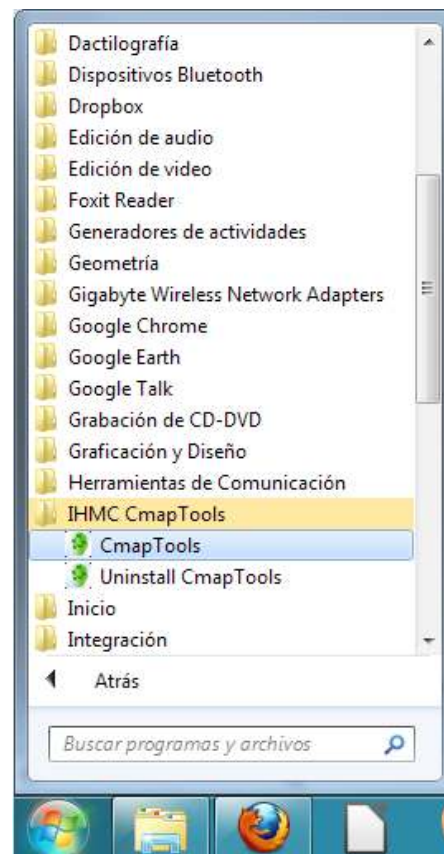 Dactilografía
Dispositivos Bluetooth
Dropbox
Edición de audio
Edición de video
Foxit Reader
Generadores de actividades
Geometría
Gigabyte Wireless Network Adapters
Google Chrome
Google Earth
Google Talk
Grabación de CD-DVD
Graficación y Diseño
Herramientas de Comunicación
IHMC CmapTools
CmapTools
Uninstall CmapTools
Inicio
Integración
Atrás
Buscar programas y archivos